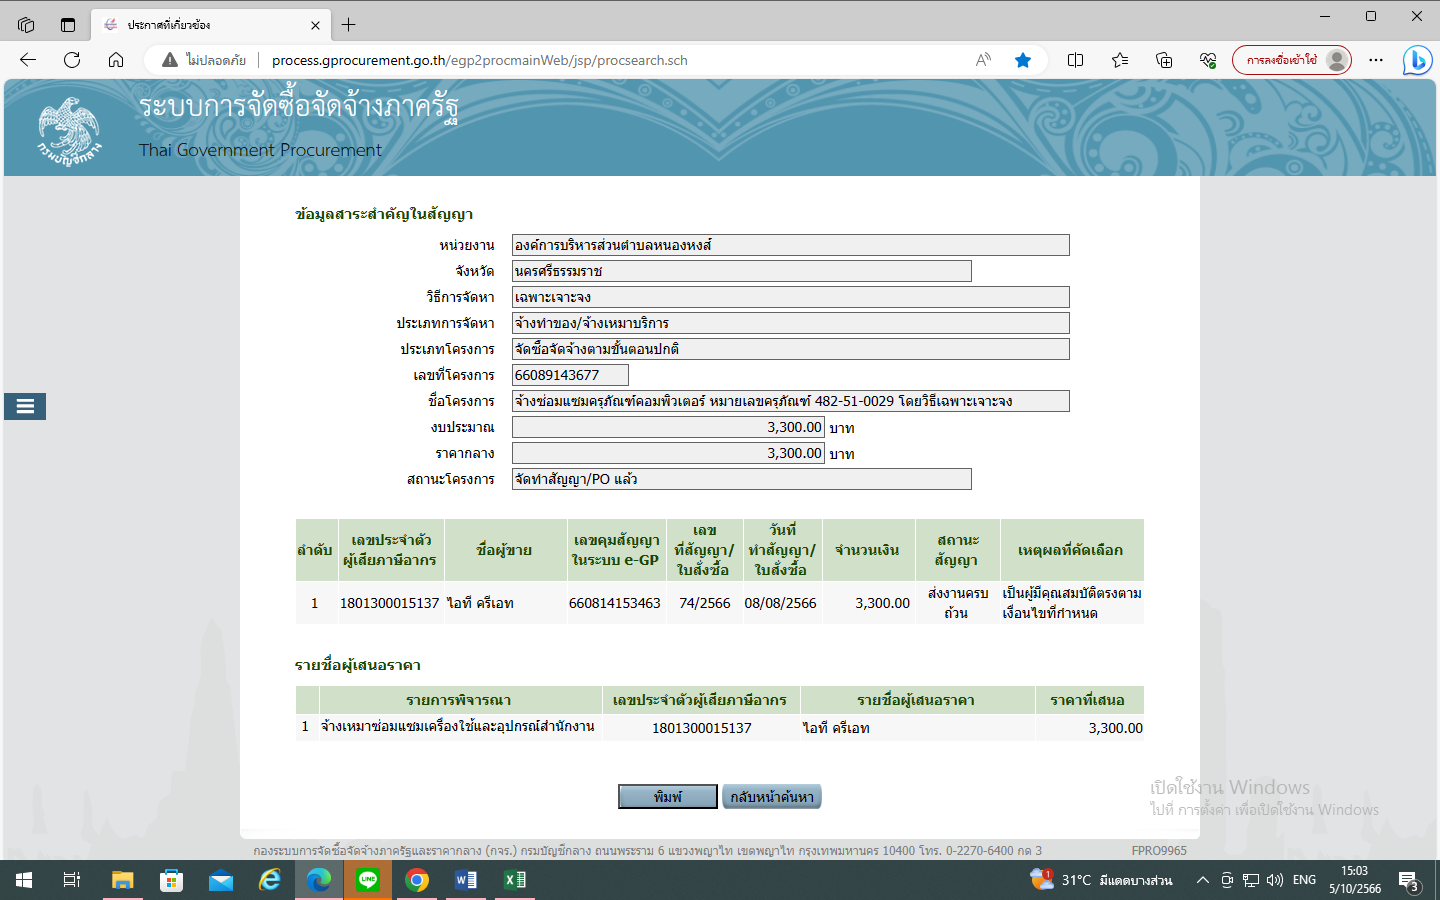 ประกาศที่เกี่ยวข้อง
ไม่ปลอดภัย
process.gprocurement.go.th/egp2procmainWeb/jsp/procsearch.sch
การลงชื่อเข้าใช้
ระบบการจัดซื้อจัดจ้างภาครัฐ
Thai Government Procurement
กรมบัญชีกลาง
ข้อมูลสาระสำคัญในสัญญา
หน่วยงาน องค์การบริหารส่วนตำบลหนองหงส์
จังหวัด นครศรีธรรมราช
วิธีการจัดหา เฉพาะเจาะจง
ประเภทการจัดหา จ้างทำของ/จ้างเหมาบริการ
ประเภทโครงการ จัดซื้อจัดจ้างตามขั้นตอนปกติ
เลขที่โครงการ 66089143677
ชื่อโครงการ จ้างซ่อมแซมครุภัณฑ์คอมพิวเตอร์ หมายเลขครุภัณฑ์ 482-51-0029 โดยวิธีเฉพาะเจาะจง
งบประมาณ 3,300.00 บาท
ราคากลาง 3,300.00 บาท
สถานะโครงการ จัดทำสัญญา/PO แล้ว
ลำดับ เลขประจำตัวผู้เสียภาษีอากร ชื่อผู้ขาย เลขคุมสัญญาในระบบ e-GP เลขที่สัญญา/ใบสั่งซื้อ วันที่ทำสัญญา/ใบสั่งซื้อ จำนวนเงิน สถานะสัญญา เหตุผลที่คัดเลือก
1 1801300015137 ไอที ครีเอท 660814153463 74/2566 08/08/2566 3,300.00 ส่งงานครบถ้วน เป็นผู้มีคุณสมบัติตรงตามเงื่อนไขที่กำหนด
รายชื่อผู้เสนอราคา
รายการพิจารณา เลขประจำตัวผู้เสียภาษีอากร รายชื่อผู้เสนอราคา ราคาที่เสนอ
1 จ้างเหมาซ่อมแซมเครื่องใช้และอุปกรณ์สำนักงาน 1801300015137 ไอที ครีเอท 3,300.00
พิมพ์ กลับหน้าค้นหา
เปิดใช้งาน Windows
ไปที่ การตั้งค่า เพื่อเปิดใช้งาน Windows
กองระบบการจัดซื้อจัดจ้างภาครัฐและราคากลาง (กจร.) กรมบัญชีกลาง ถนนพระราม 6 แขวงพญาไท เขตพญาไท กรุงเทพมหานคร 10400 โทร. 0-2270-6400 กด 3 FPRO9965
1 31°C มีแดดบางส่วน ENG 15:03
5/10/2566 3